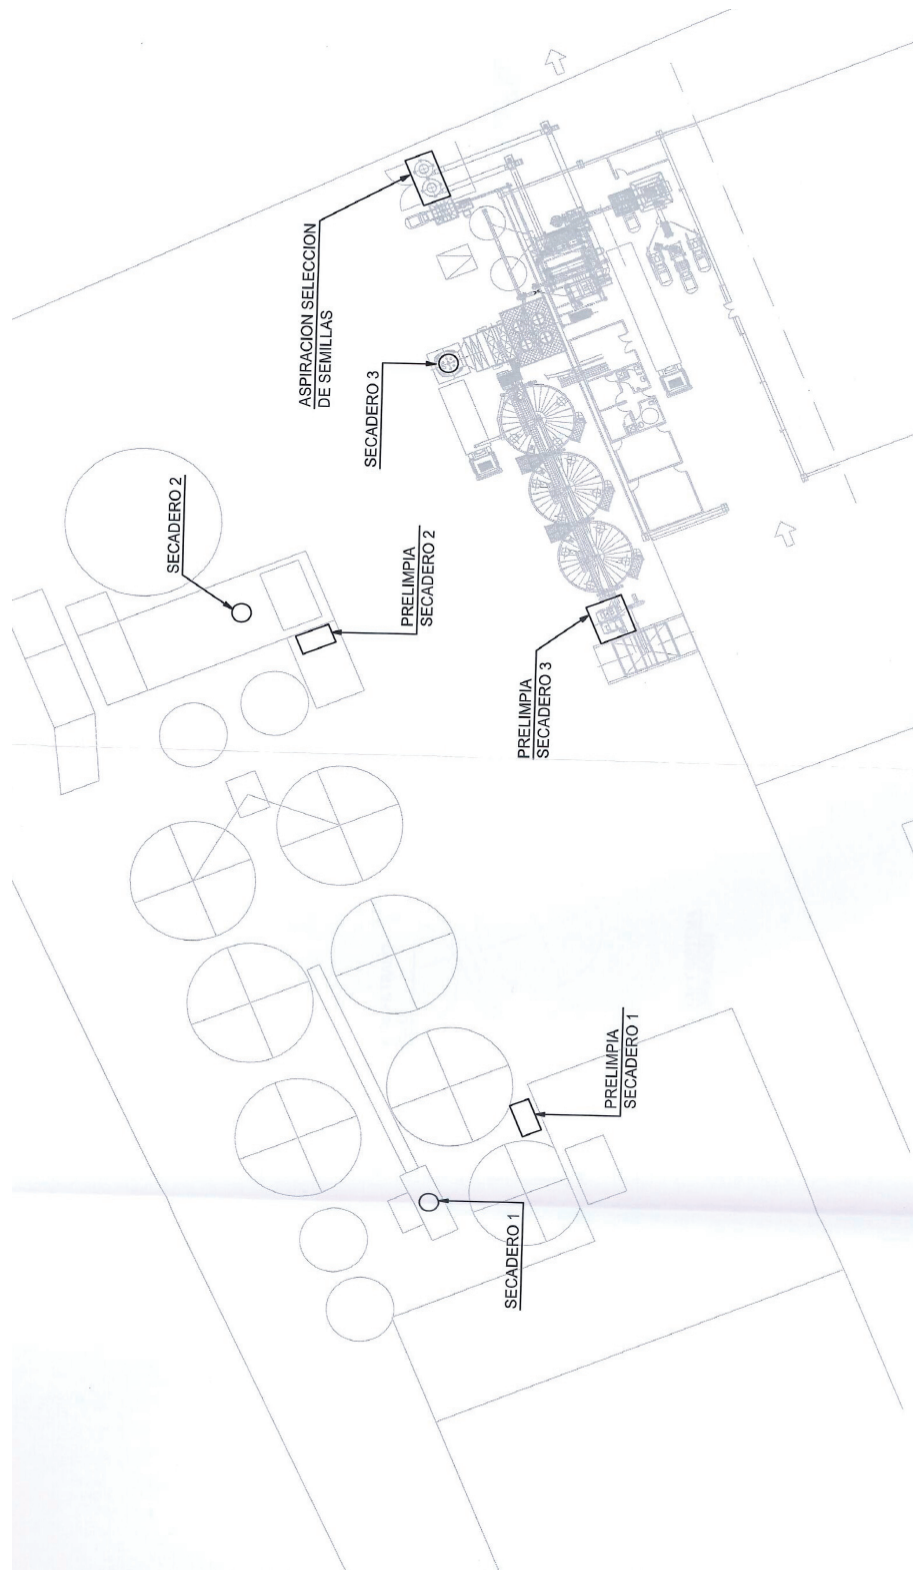 ASPIRACION SELECCION
DE SEMILLAS
SECADERO 3
SECADERO 2
PRELIMPIA
SECADERO 2
PRELIMPIA
SECADERO 3
PRELIMPIA
SECADERO 1
SECADERO 1